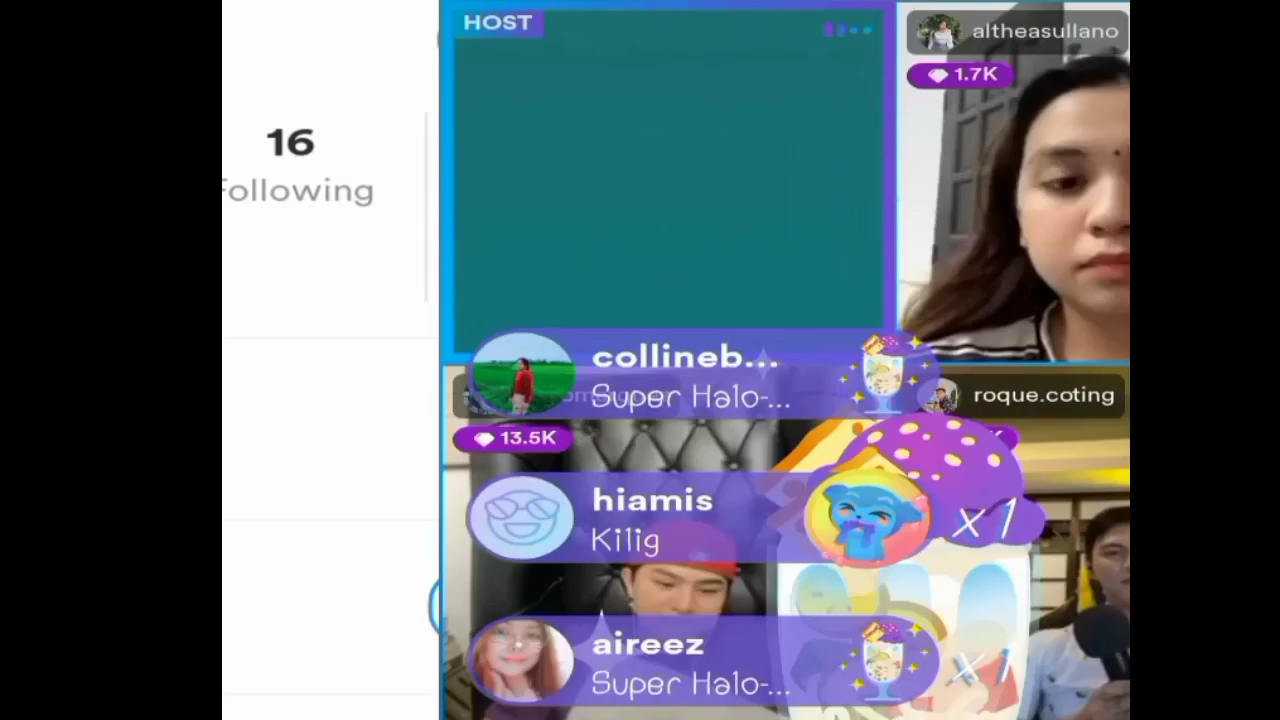 HOST
altheasullano
1.7K
16
Following
collineb...
Super Halo-...
roque.coting
13.5K
hiamis
Kilig
x1
aireez
Super Halo-...
x1